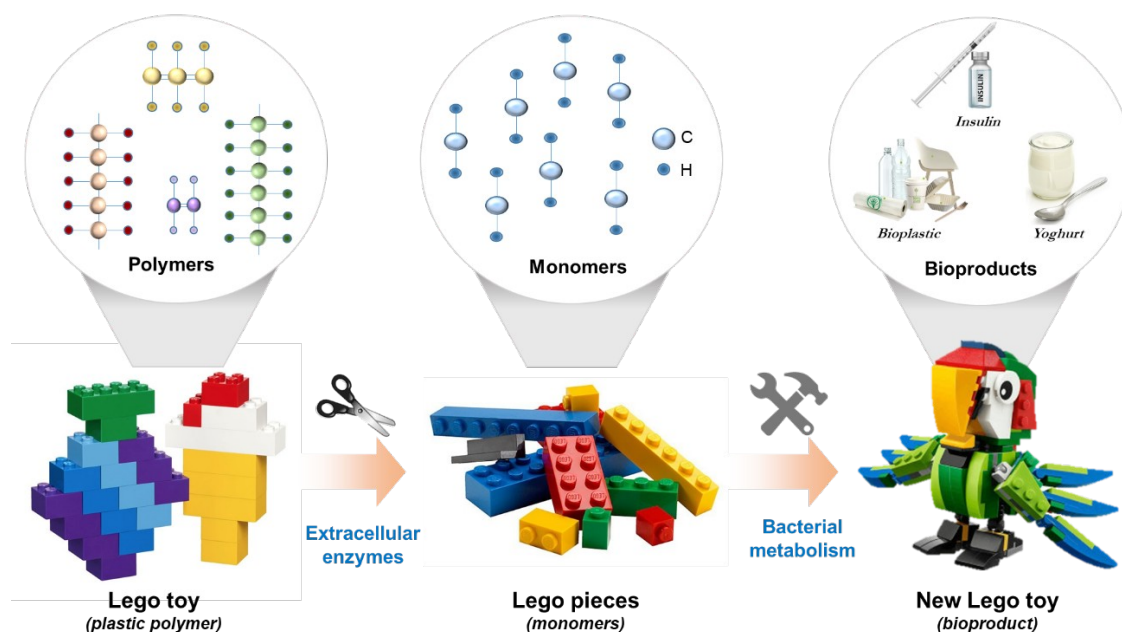 INSULIN
Insulin
C
H
Bioplastic
Yoghurt
Polymers
Monomers
Bioproducts
Extracellular
enzymes
Bacterial
metabolism
Lego toy
(plastic polymer)
Lego pieces
(monomers)
New Lego toy
(bioproduct)